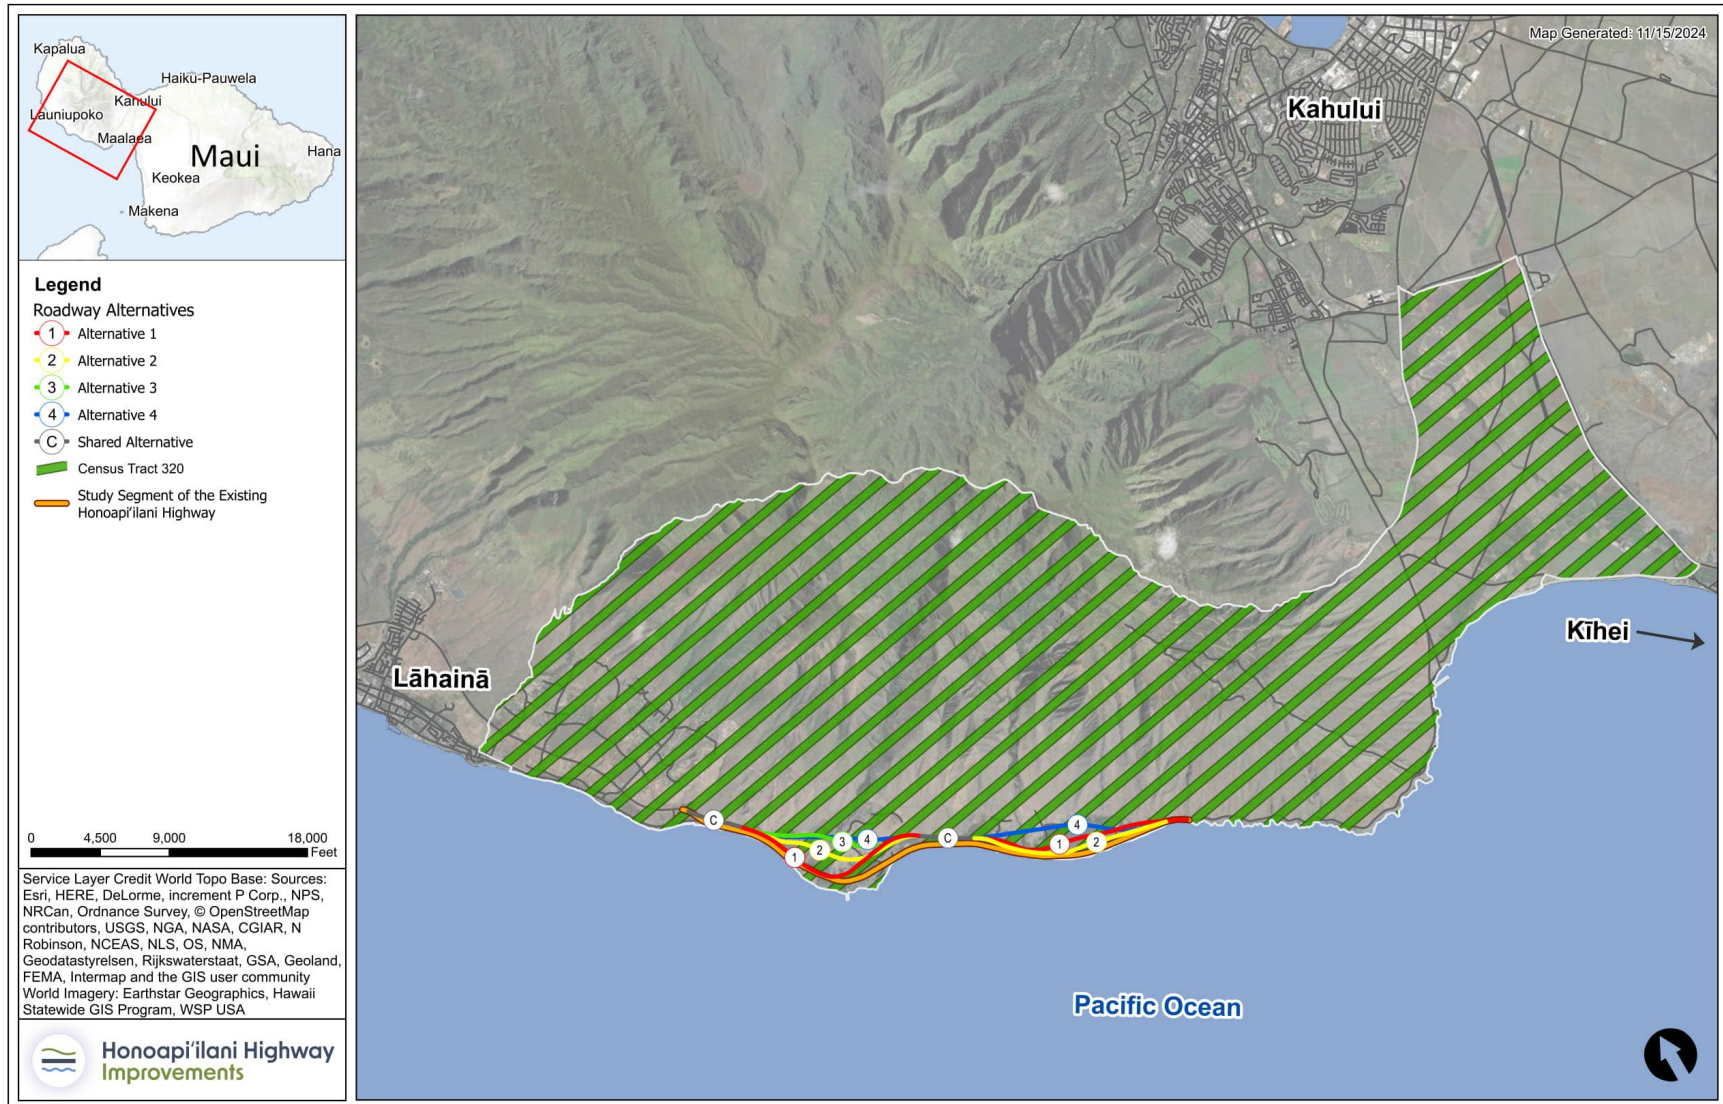 Kapalua
Haiku-Pauwela
Kahului
Launiupoko
Maalaea
Maui
Hana
Keokea
Makena
Legend
Roadway Alternatives
1 Alternative 1
2 Alternative 2
3 Alternative 3
4 Alternative 4
C Shared Alternative
Census Tract 320
Study Segment of the Existing
Honoapiʻilani Highway
0 4,500 9,000 18,000
Feet
Service Layer Credit World Topo Base: Sources:
Esri, HERE, DeLorme, increment P Corp., NPS,
NRCan, Ordnance Survey, © OpenStreetMap
contributors, USGS, NGA, NASA, CGIAR, N
Robinson, NCEAS, NLS, OS, NMA,
Geodatastyrelsen, Rijkswaterstaat, GSA, Geoland,
FEMA, Intermap and the GIS user community
World Imagery: Earthstar Geographics, Hawaii
Statewide GIS Program, WSP USA
Honoapiʻilani Highway
Improvements
Map Generated: 11/15/2024
Kahului
Kīhei
Lāhainā
C
1
2
3
4
C
4
1
2
Pacific Ocean